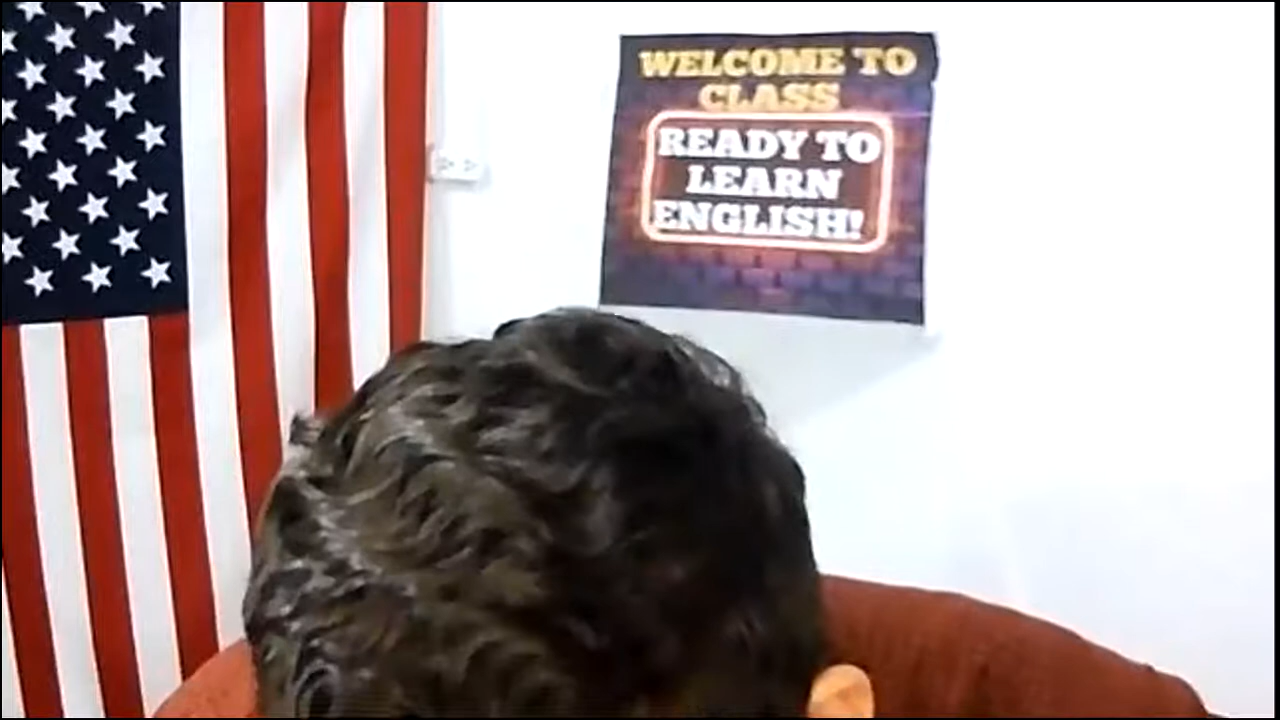 WELCOME TO
CLASS
READY TO
LEARN
ENGLISH!